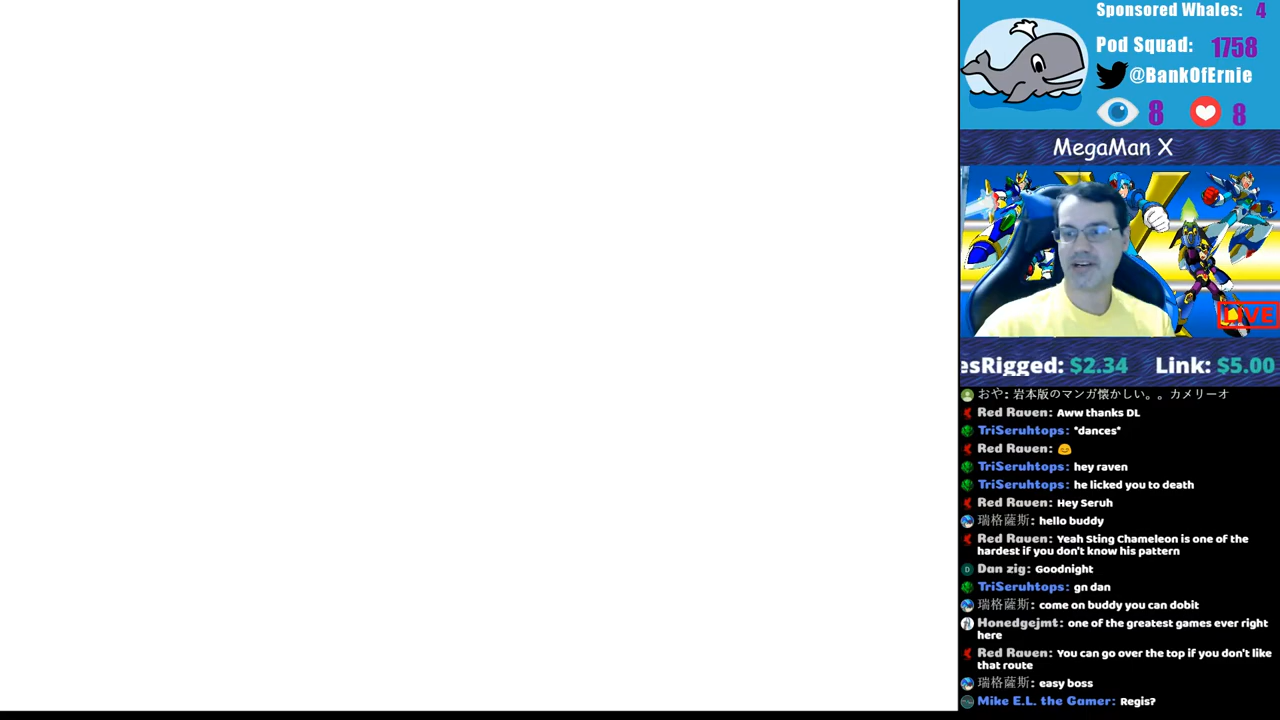 Sponsored Whales: 4
Pod Squad: 1758
@BankOfErnie
8 8
MegaMan X
LIVE
esRigged: $2.34 Link: $5.00
おや: 岩本版のマンガ懐かしい。。カメリーオ
Red Raven: Aww thanks DL
TriSeruhtops: *dances*
Red Raven: 😊
TriSeruhtops: hey raven
TriSeruhtops: he licked you to death
Red Raven: Hey Seruh
瑞格薩斯: hello buddy
Red Raven: Yeah Sting Chameleon is one of the
hardest if you don't know his pattern
D Dan zig: Goodnight
TriSeruhtops: gn dan
瑞格薩斯: come on buddy you can dobit
Honedgejmt: one of the greatest games ever right
here
Red Raven: You can go over the top if you don't like
that route
瑞格薩斯: easy boss
Mike E.L. the Gamer: Regis?